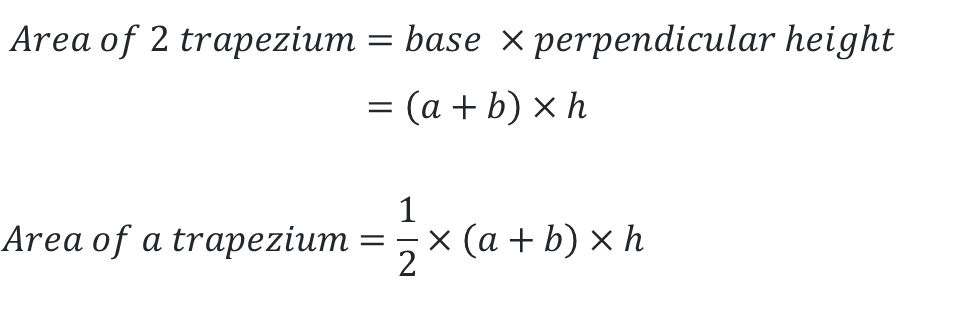 Area of 2 trapezium = base × perpendicular height
= (a + b) × h
Area of a trapezium = 1/2 × (a + b) × h